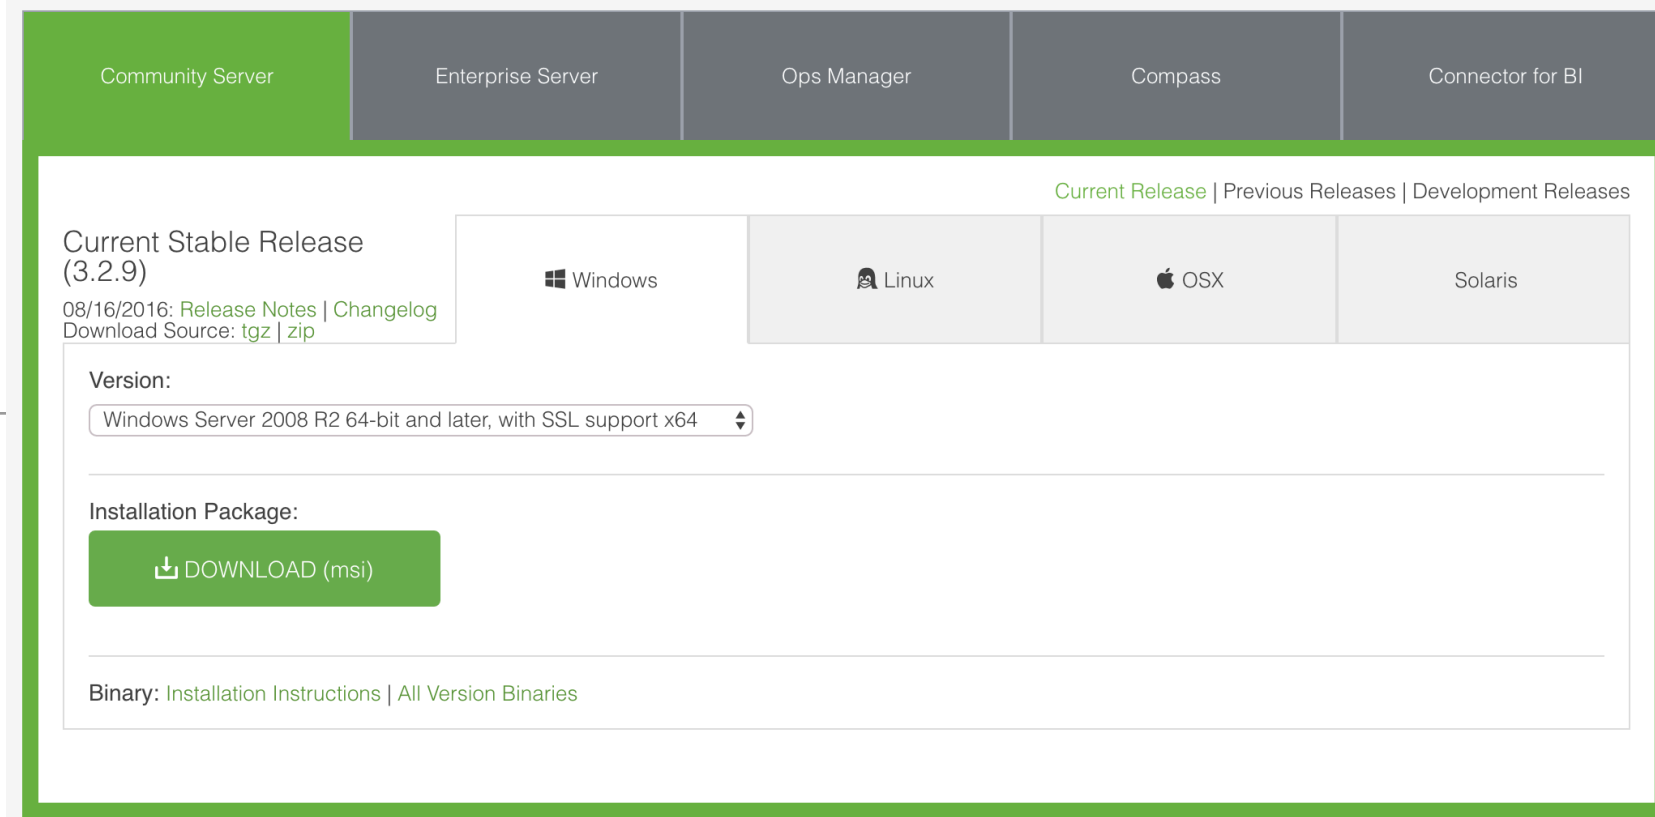 Community Server
Enterprise Server
Ops Manager
Compass
Connector for BI
Current Release | Previous Releases | Development Releases
Current Stable Release
(3.2.9)
08/16/2016: Release Notes | Changelog
Download Source: tgz | zip
Windows
Linux
OSX
Solaris
Version:
Windows Server 2008 R2 64-bit and later, with SSL support x64
Installation Package:
DOWNLOAD (msi)
Binary: Installation Instructions | All Version Binaries